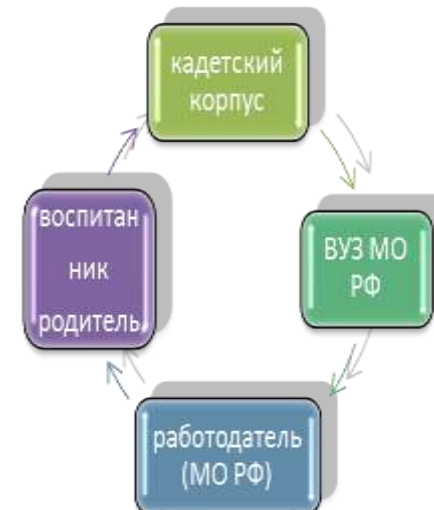 кадетский
корпус
ВУЗ МО
РФ
работодатель
(МО РФ)
воспитан
ник
родитель